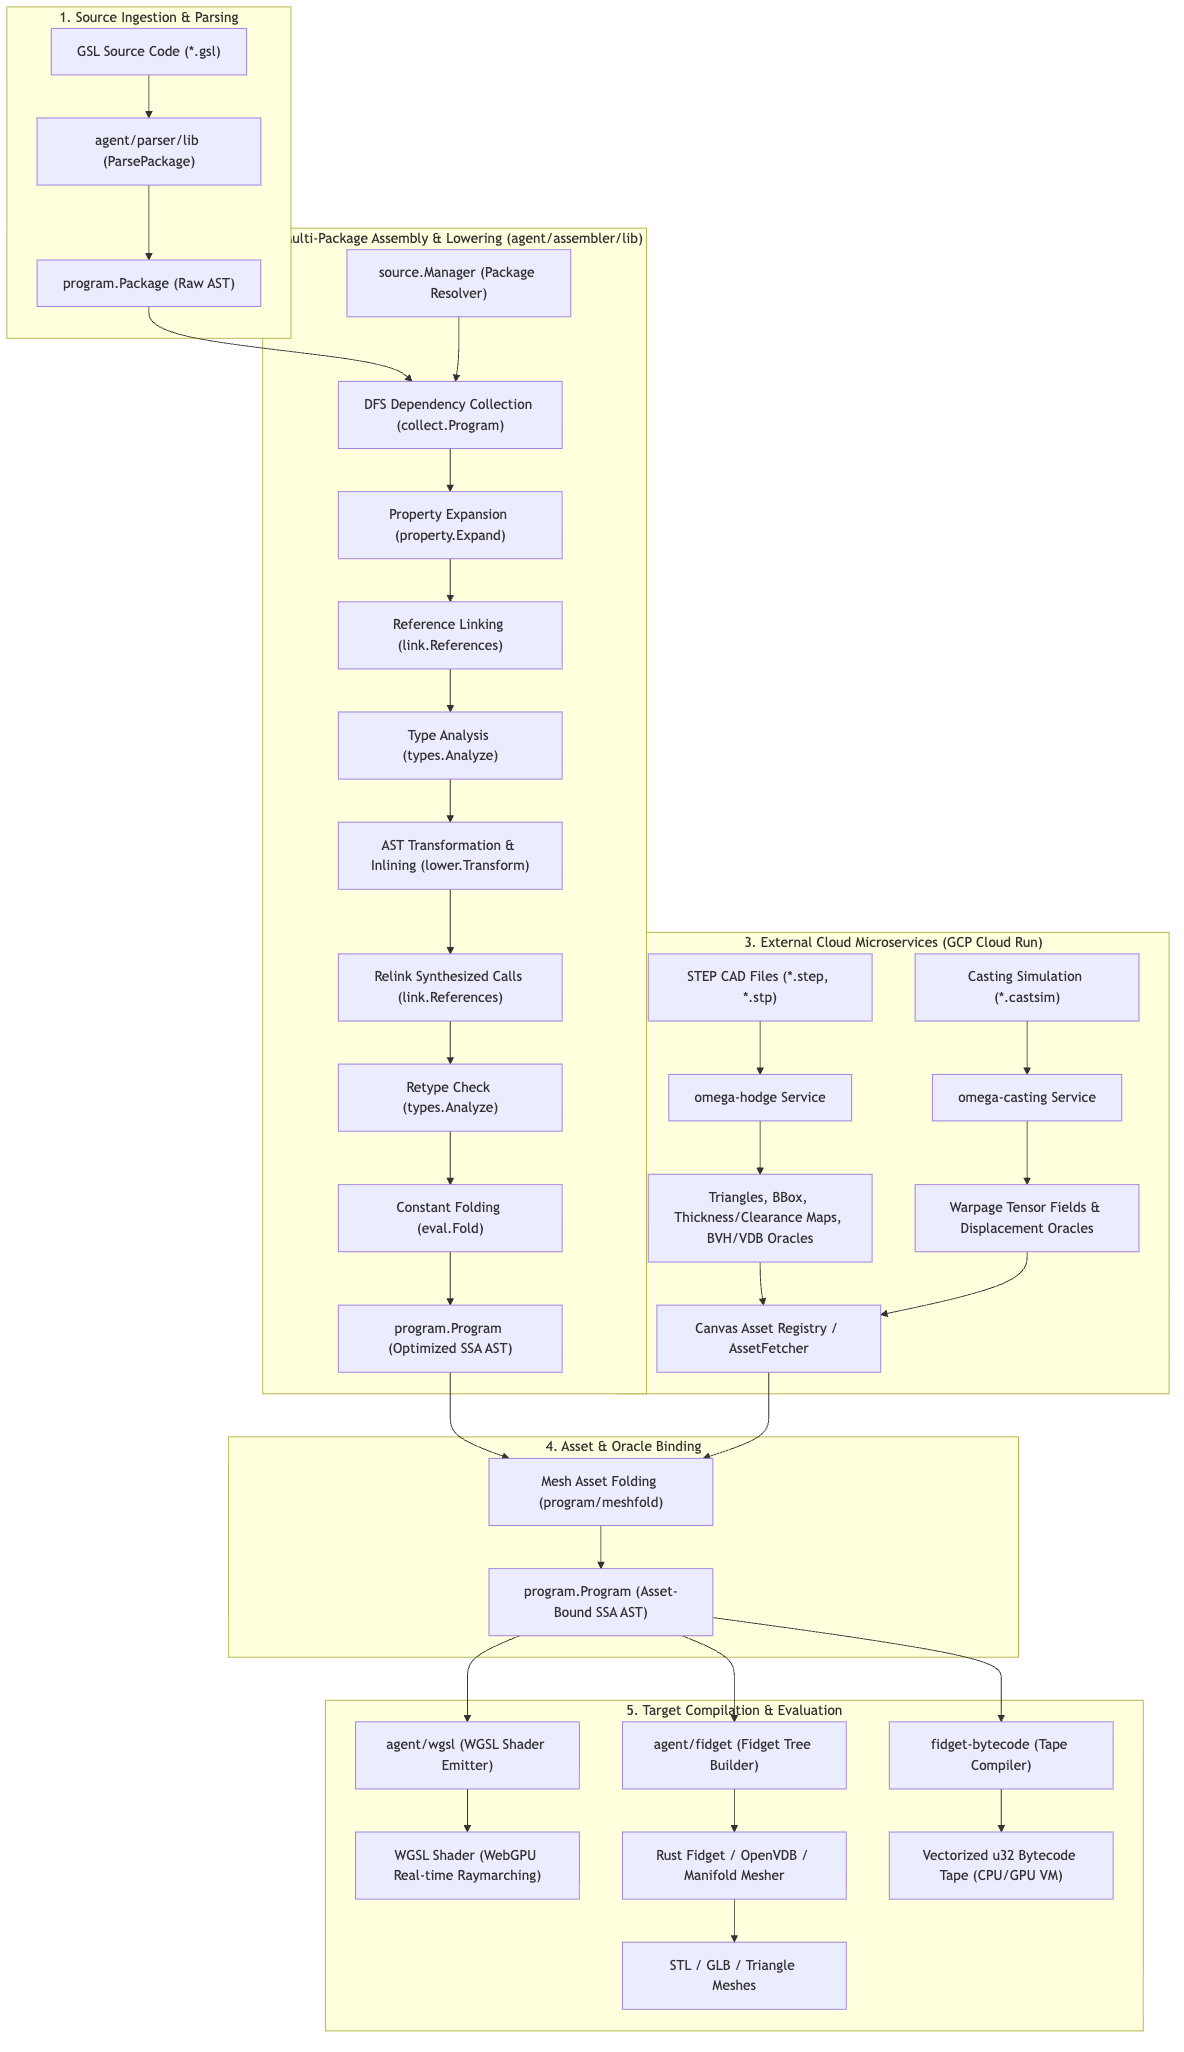 1. Source Ingestion & Parsing
GSL Source Code (*.gsl)
agent/parser/lib
(ParsePackage)
program.Package (Raw AST)
Package Assembly & Lowering (agent/assembler/lib)
source.Manager (Package
Resolver)
DFS Dependency Collection
(collect.Program)
Property Expansion
(property.Expand)
Reference Linking
(link.References)
Type Analysis
(types.Analyze)
AST Transformation &
Inlining (lower.Transform)
Relink Synthesized Calls
(link.References)
Retype Check
(types.Analyze)
Constant Folding
(eval.Fold)
program.Program
(Optimized SSA AST)
3. External Cloud Microservices (GCP Cloud Run)
STEP CAD Files (*.step,
*.stp)
omega-hodge Service
Triangles, BBox,
Thickness/Clearance Maps,
BVH/VDB Oracles
Casting Simulation
(*.castsim)
omega-casting Service
Warpage Tensor Fields &
Displacement Oracles
Canvas Asset Registry /
AssetFetcher
4. Asset & Oracle Binding
Mesh Asset Folding
(program/meshfold)
program.Program (Asset-
Bound SSA AST)
5. Target Compilation & Evaluation
agent/wgsl (WGSL Shader
Emitter)
WGSL Shader (WebGPU
Real-time Raymarching)
agent/fidget (Fidget Tree
Builder)
Rust Fidget / OpenVDB /
Manifold Mesher
STL / GLB / Triangle
Meshes
fidget-bytecode (Tape
Compiler)
Vectorized u32 Bytecode
Tape (CPU/GPU VM)